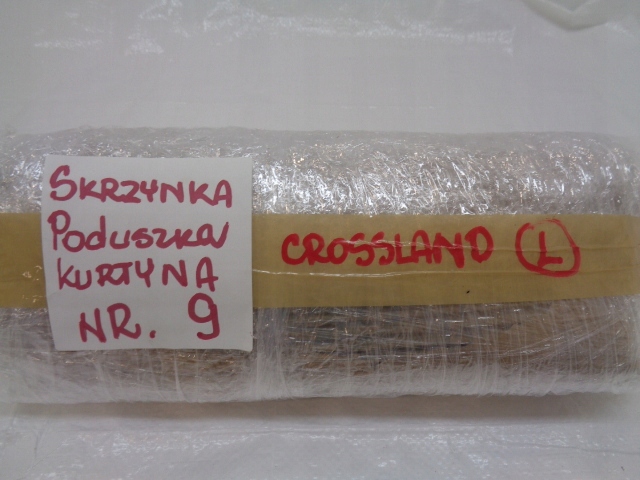 SKRZYNKA
PODUSZKA
KURTYNA
NR. 9
CROSSLAND L